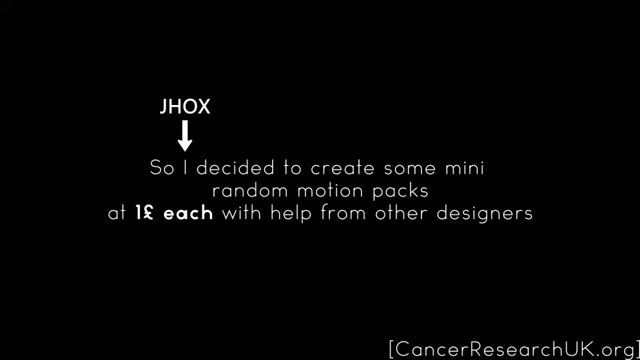 JHOX
So I decided to create some mini
random motion packs
at 1£ each with help from other designers
[CancerResearchUK.org]